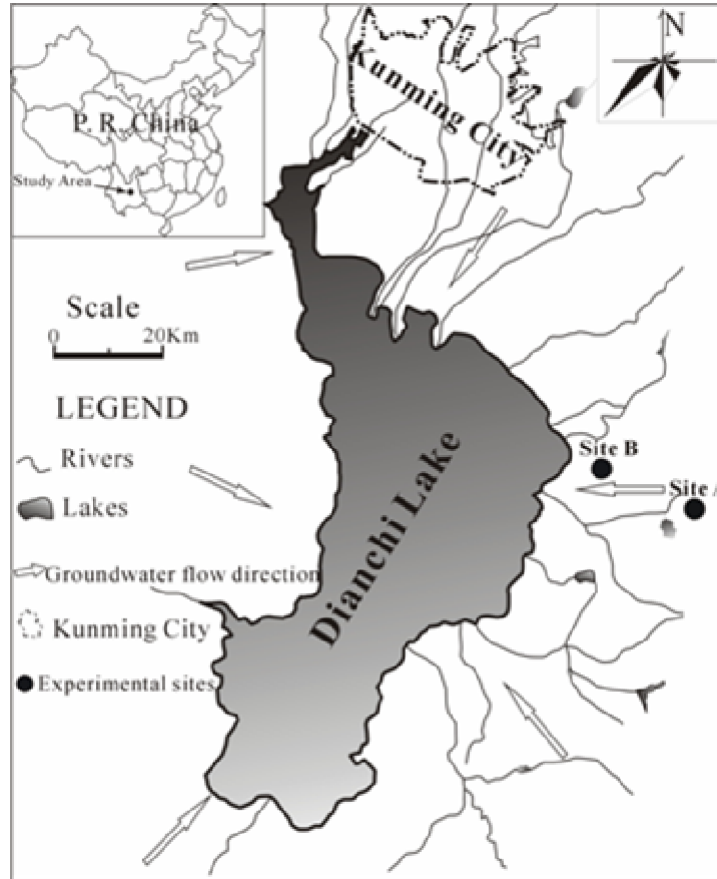 P. R. China
Study Area
Kunming City
N
Scale
0 20Km
LEGEND
Rivers
Lakes
Groundwater flow direction
Kunming City
Experimental sites
Dianchi Lake
Site B
Site A